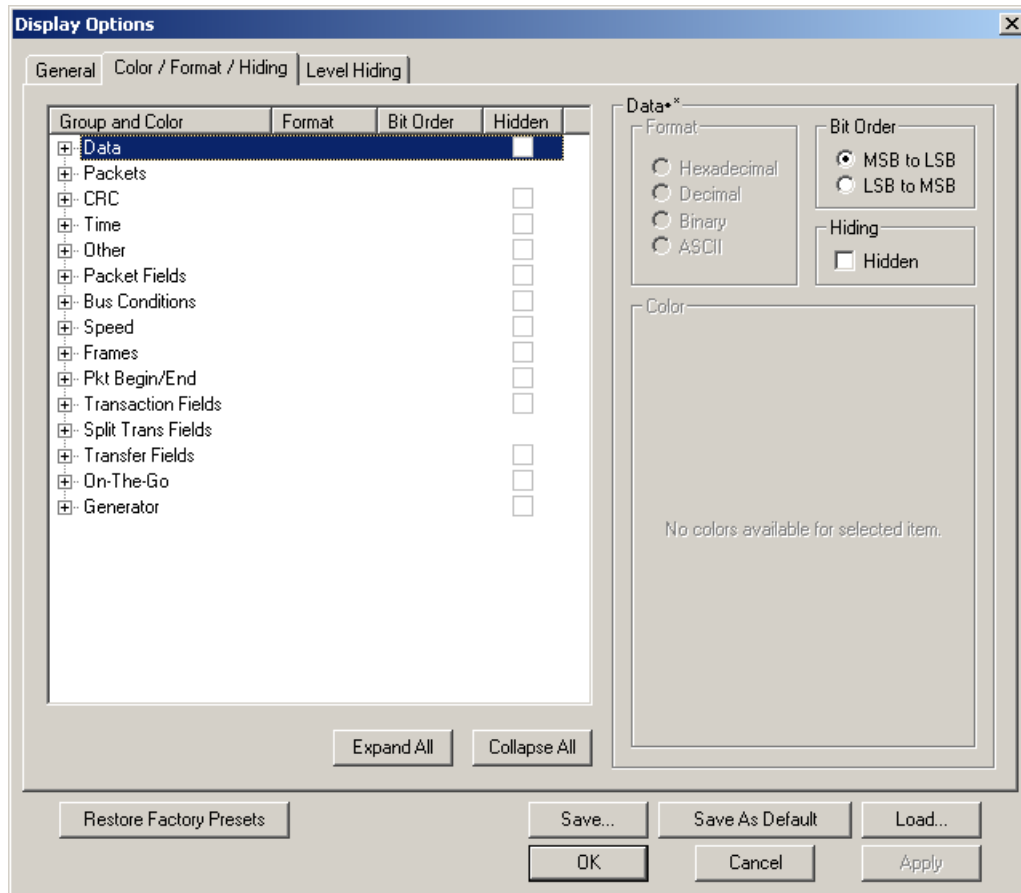 Display Options
General Color / Format / Hiding Level Hiding
Group and Color Format Bit Order Hidden
Data
Packets
CRC
Time
Other
Packet Fields
Bus Conditions
Speed
Frames
Pkt Begin/End
Transaction Fields
Split Trans Fields
Transfer Fields
On-The-Go
Generator
Expand All Collapse All
Data•×
Format
Hexadecimal
Decimal
Binary
ASCII
Bit Order
MSB to LSB
LSB to MSB
Hiding
Hidden
Color
No colors available for selected item.
Restore Factory Presets Save... Save As Default Load...
OK Cancel Apply